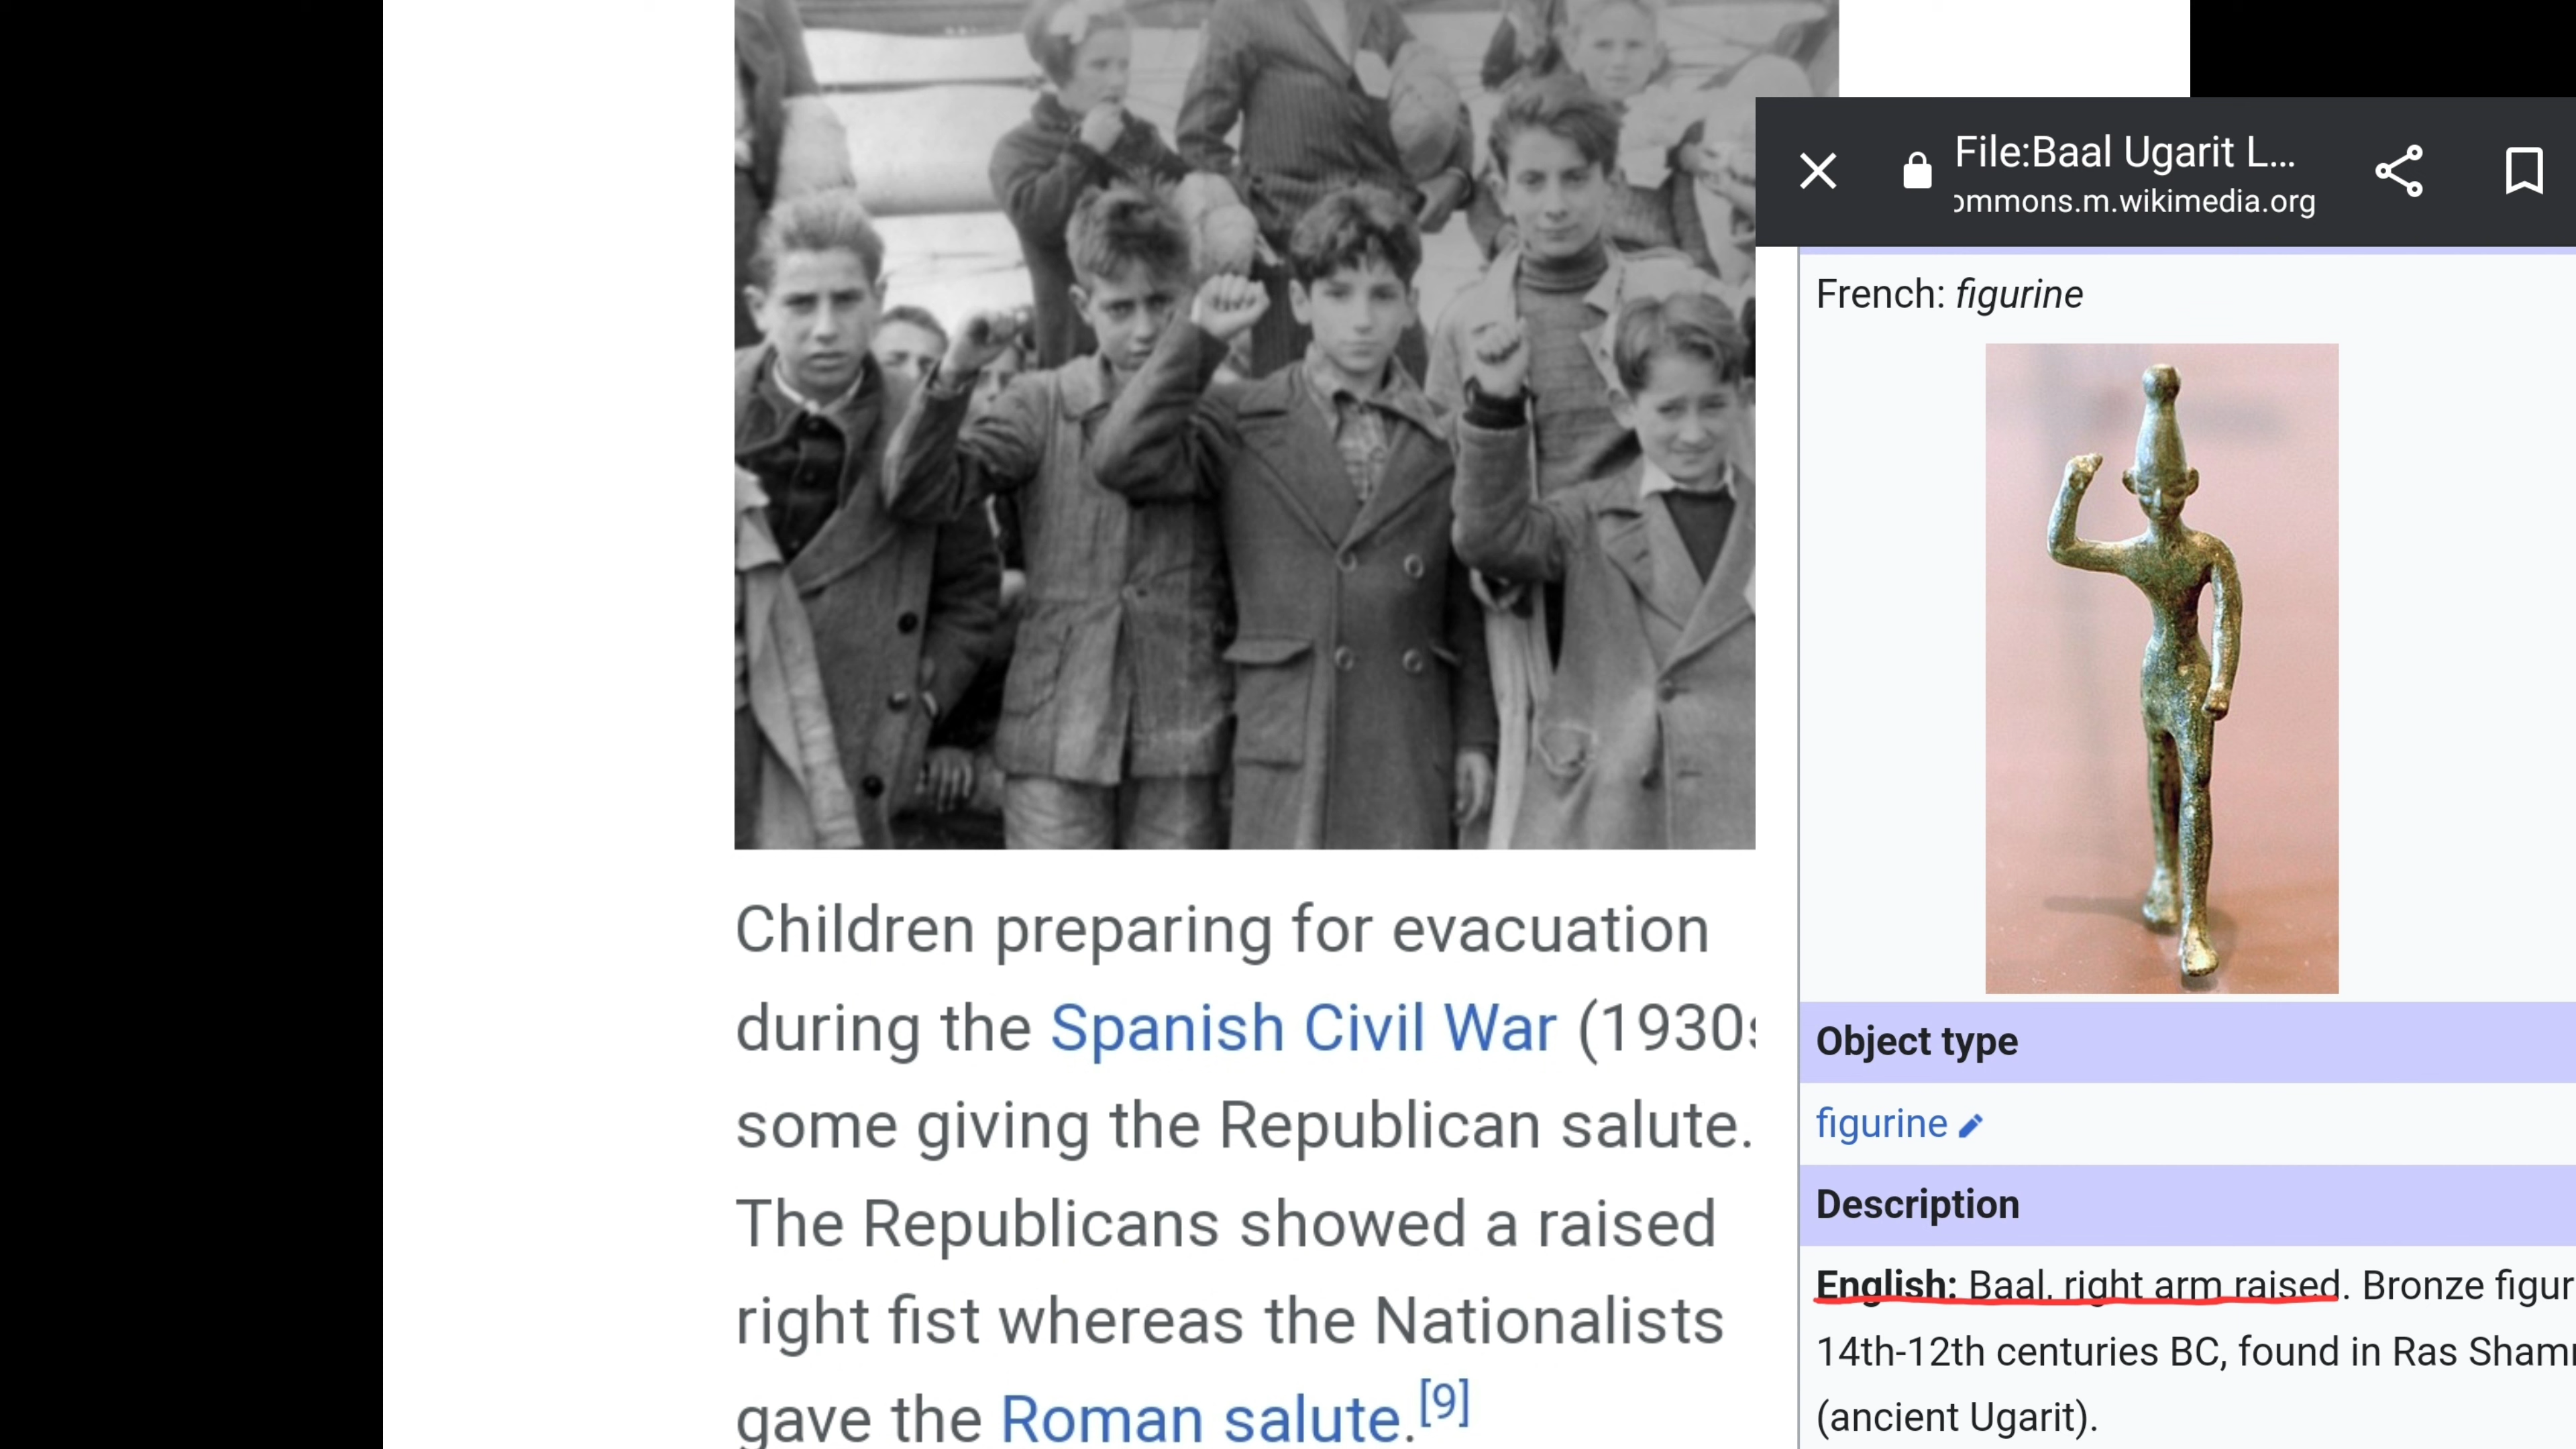 Children preparing for evacuation
during the Spanish Civil War (1930s
some giving the Republican salute.
The Republicans showed a raised
right fist whereas the Nationalists
gave the Roman salute.[9]
File:Baal Ugarit L...
ommons.m.wikimedia.org
French: figurine
Object type
figurine
Description
English: Baal, right arm raised. Bronze figur
14th-12th centuries BC, found in Ras Sham
(ancient Ugarit).